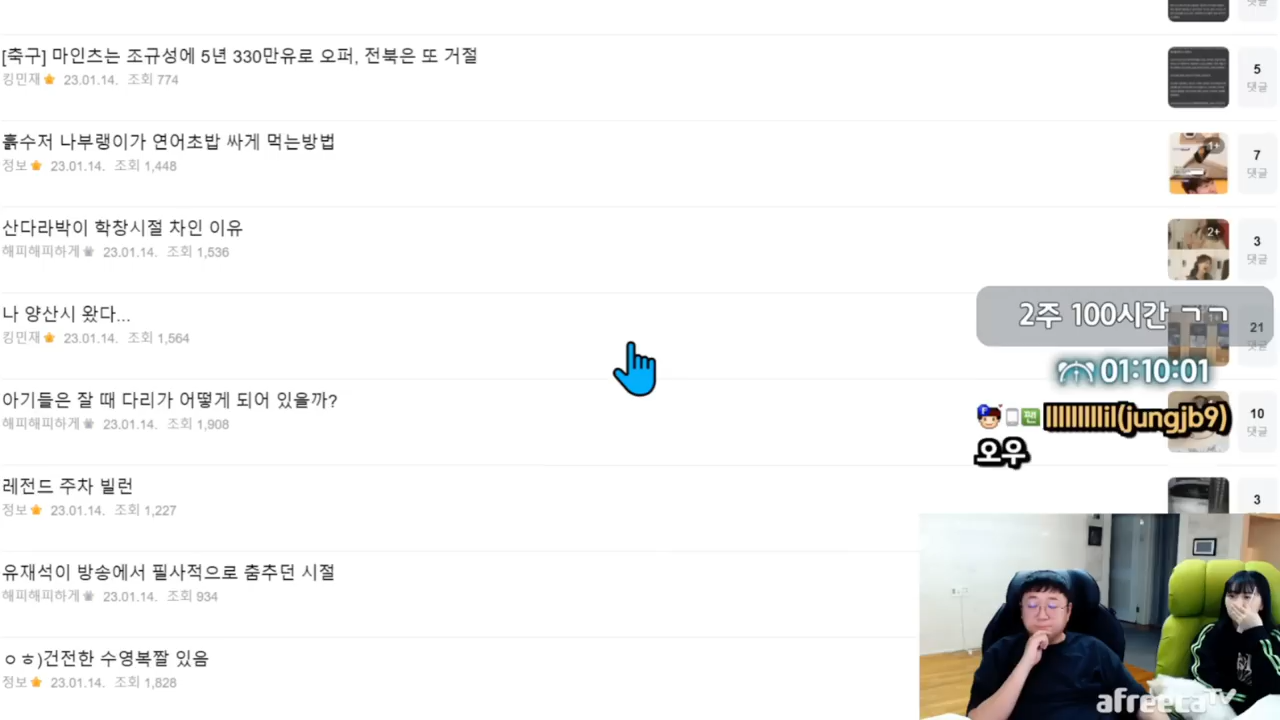 댓글
[축구] 마인츠는 조규성에 5년 330만유로 오퍼, 전북은 또 거절
킹민재 23.01.14. 조회 774
5
댓글
흙수저 나부랭이가 연어초밥 싸게 먹는방법
정보 23.01.14. 조회 1,448
1+
7
댓글
산다라박이 학창시절 차인 이유
해피해피하게 23.01.14. 조회 1,536
2+
3
댓글
나 양산시 왔다...
킹민재 23.01.14. 조회 1,564
2주 100시간 ㄱㄱ
21
댓글
01:10:01
아기들은 잘 때 다리가 어떻게 되어 있을까?
해피해피하게 23.01.14. 조회 1,908
10
댓글
팬 llllllllllil(jungjb9)
오우
레전드 주차 빌런
정보 23.01.14. 조회 1,227
3
유재석이 방송에서 필사적으로 춤추던 시절
해피해피하게 23.01.14. 조회 934
ㅇㅎ)건전한 수영복짤 있음
정보 23.01.14. 조회 1,828
afreecaTV